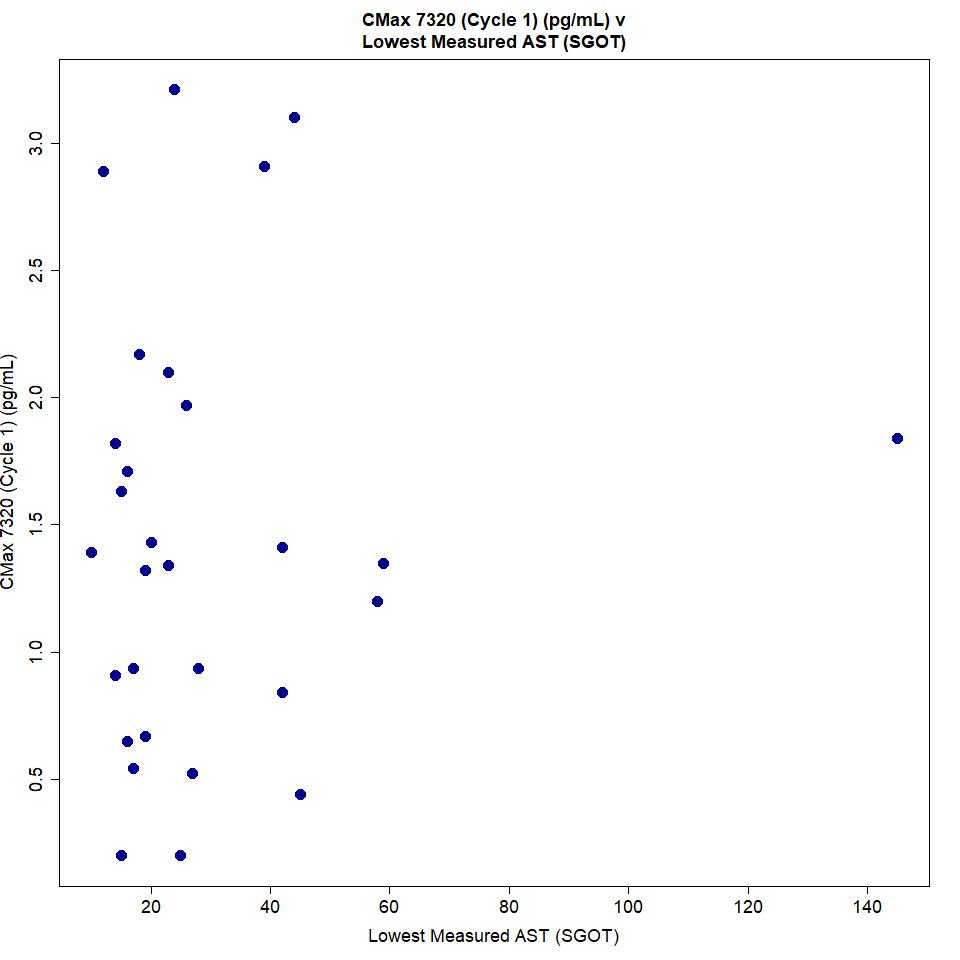 CMax 7320 (Cycle 1) (pg/mL) v
Lowest Measured AST (SGOT)
CMax 7320 (Cycle 1) (pg/mL)
3.0
2.5
2.0
1.5
1.0
0.5
20 40 60 80 100 120 140
Lowest Measured AST (SGOT)